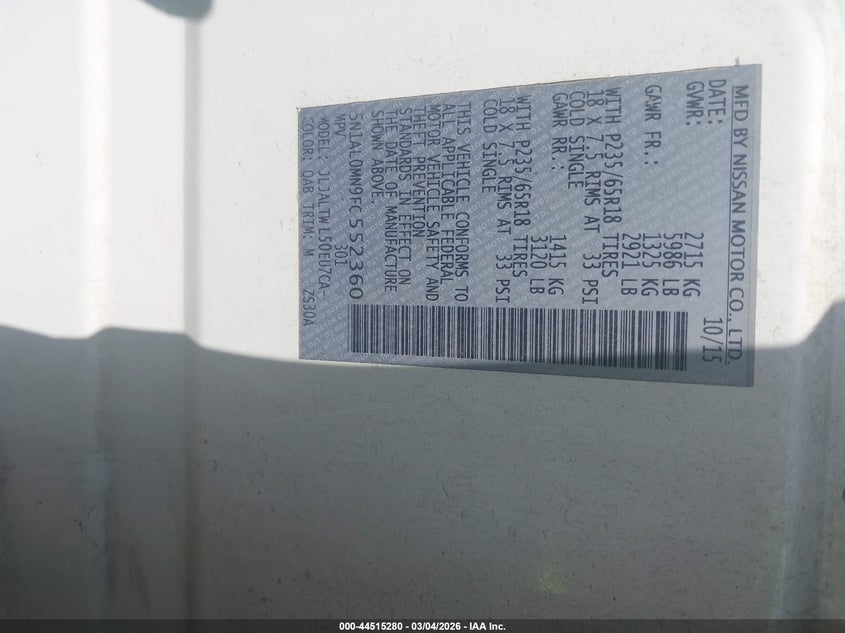 MFD BY NISSAN MOTOR CO., LTD.
DATE: 10/15
GVWR: 2715 KG
5986 LB
GAWR FR.: 1325 KG
2921 LB
WITH P235/65R18 TIRES
18 X 7.5 RIMS AT 33 PSI
COLD SINGLE
GAWR RR.: 1415 KG
3120 LB
WITH P235/65R18 TIRES
18 X 7.5 RIMS AT 33 PSI
COLD SINGLE
THIS VEHICLE CONFORMS TO
ALL APPLICABLE FEDERAL
MOTOR VEHICLE SAFETY AND
THEFT PREVENTION
STANDARDS IN EFFECT ON
THE DATE OF MANUFACTURE
SHOWN ABOVE.
5N1AL0MN9FC552360
MPV 301
MODEL: JLJALTWL50EU7CA
COLOR: QAB TRIM: M ZS30A
000-44515280 - 03/04/2026 - IAA Inc.